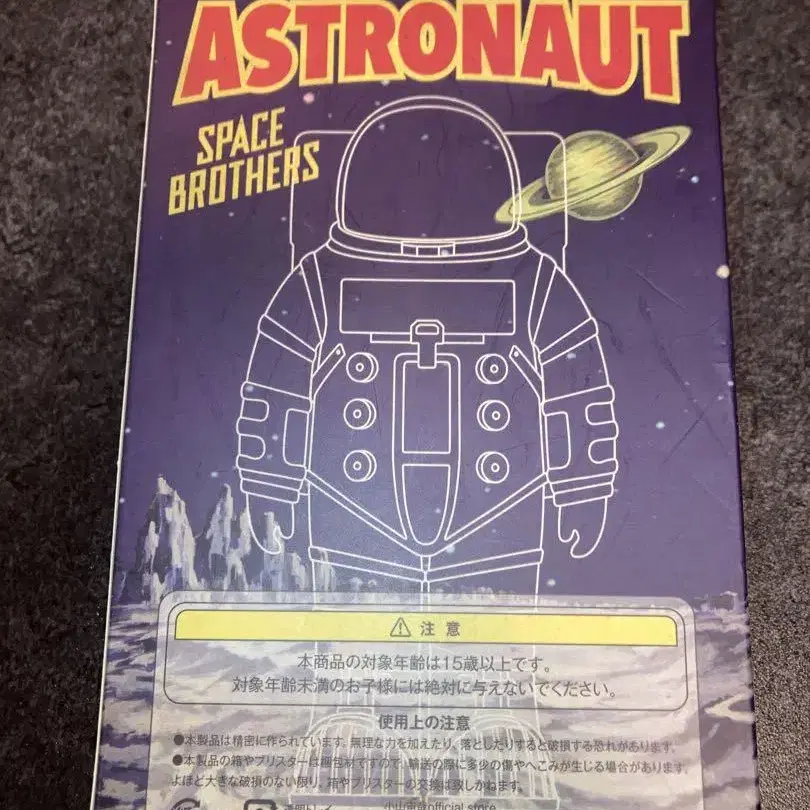 ASTRONAUT
SPACE
BROTHERS
⚠ 注 意
本商品の対象年齢は15歳以上です。
対象年齢未満のお子様には絶対に与えないでください。
使用上の注意
●本製品は精密に作られています。無理な力を加えたり、落としたりすると破損する恐れがあります。
●本製品の箱やブリスターは梱包材ですので、輸送の際に多少の傷やへこみが生じる場合があります。
よほど大きな破損のない限り、箱やブリスターの交換は致しかねます。
official store